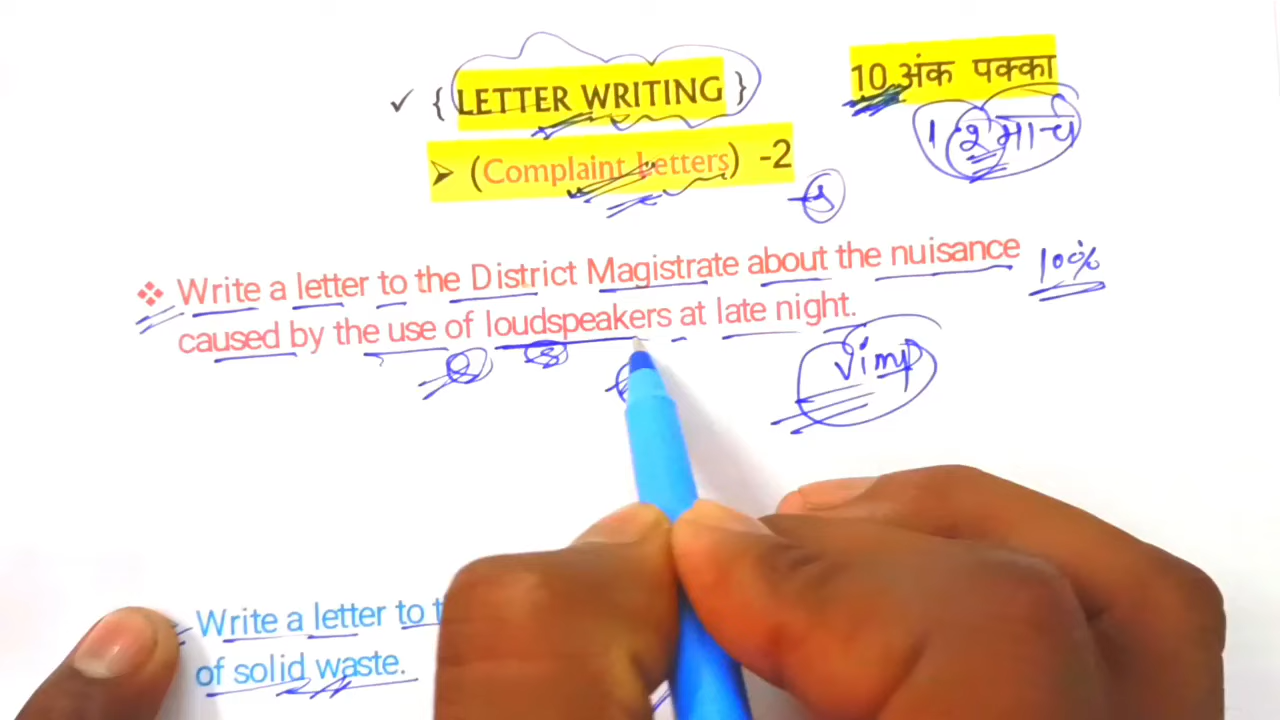 ✓ { LETTER WRITING }
10 अंक पक्का
12 मार्च
➢ (Complaint Letters) -2
❖ Write a letter to the District Magistrate about the nuisance
100%
caused by the use of loudspeakers at late night.
Vimp
Write a letter to t
of solid waste.